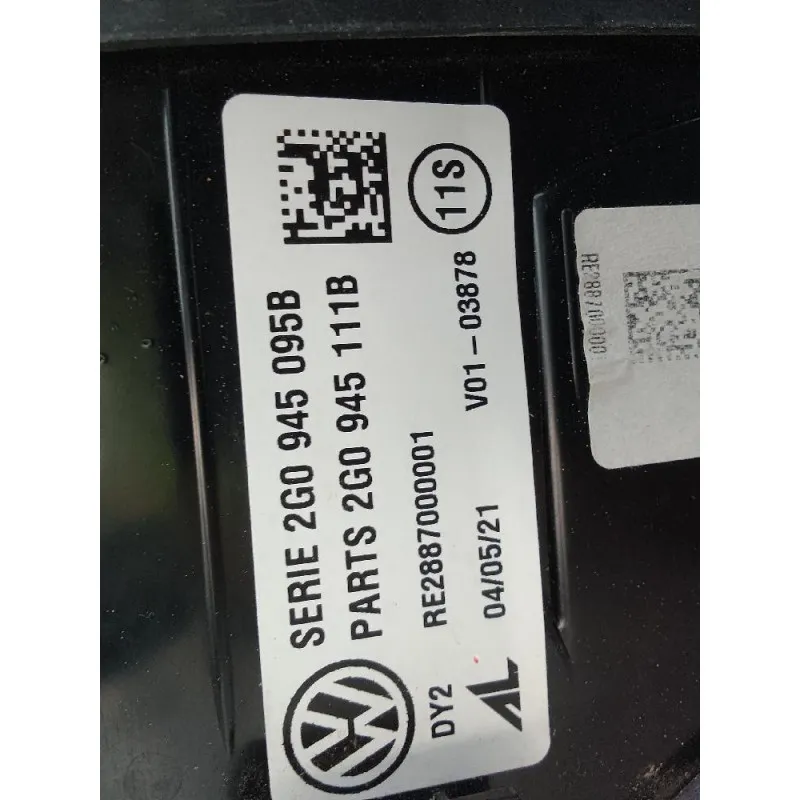 11S
SERIE 2G0 945 095B
PARTS 2G0 945 111B
RE2887000001 V01-03878
DY2 04/05/21
AL